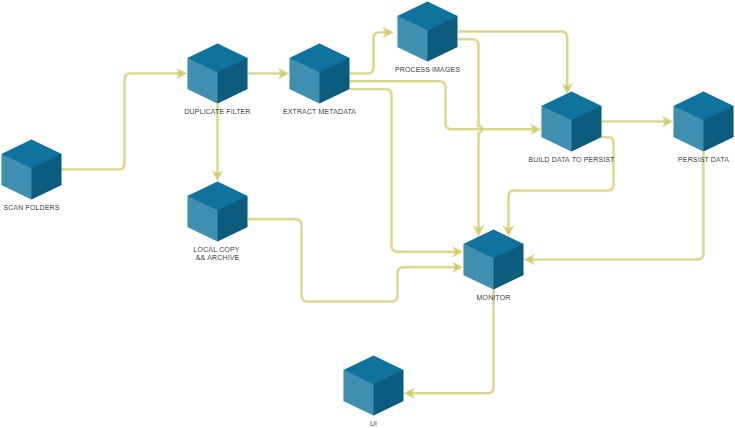 PROCESS IMAGES
DUPLICATE FILTER
EXTRACT METADATA
BUILD DATA TO PERSIST
PERSIST DATA
SCAN FOLDERS
LOCAL COPY
&& ARCHIVE
MONITOR
UI